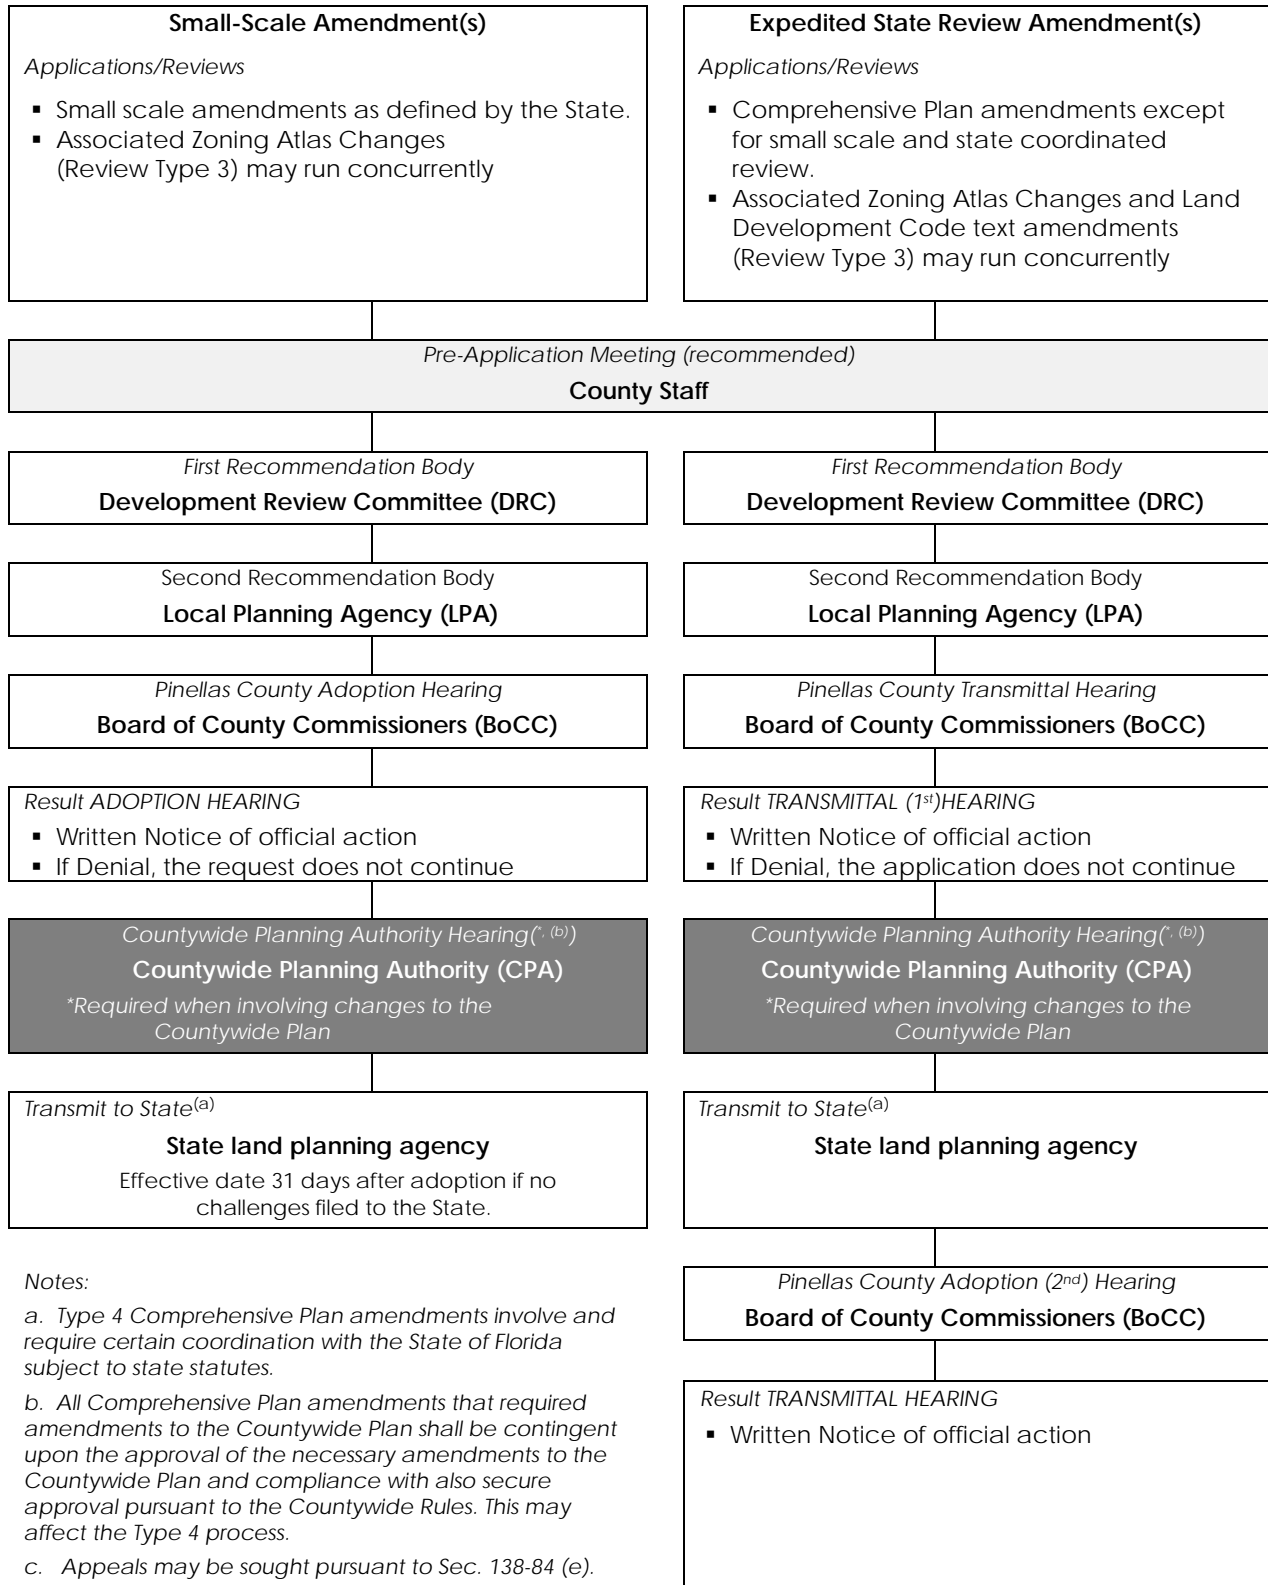 Small-Scale Amendment(s)
Applications/Reviews
▪ Small scale amendments as defined by the State.
▪ Associated Zoning Atlas Changes
(Review Type 3) may run concurrently
Expedited State Review Amendment(s)
Applications/Reviews
▪ Comprehensive Plan amendments except
for small scale and state coordinated
review.
▪ Associated Zoning Atlas Changes and Land
Development Code text amendments
(Review Type 3) may run concurrently
Pre-Application Meeting (recommended)
County Staff
First Recommendation Body
Development Review Committee (DRC)
First Recommendation Body
Development Review Committee (DRC)
Second Recommendation Body
Local Planning Agency (LPA)
Second Recommendation Body
Local Planning Agency (LPA)
Pinellas County Adoption Hearing
Board of County Commissioners (BoCC)
Pinellas County Transmittal Hearing
Board of County Commissioners (BoCC)
Result ADOPTION HEARING
▪ Written Notice of official action
▪ If Denial, the request does not continue
Result TRANSMITTAL (1st)HEARING
▪ Written Notice of official action
▪ If Denial, the application does not continue
Countywide Planning Authority Hearing(*, (b))
Countywide Planning Authority (CPA)
*Required when involving changes to the
Countywide Plan
Countywide Planning Authority Hearing(*, (b))
Countywide Planning Authority (CPA)
*Required when involving changes to the
Countywide Plan
Transmit to State(a)
State land planning agency
Effective date 31 days after adoption if no
challenges filed to the State.
Transmit to State(a)
State land planning agency
Notes:
a. Type 4 Comprehensive Plan amendments involve and
require certain coordination with the State of Florida
subject to state statutes.
b. All Comprehensive Plan amendments that required
amendments to the Countywide Plan shall be contingent
upon the approval of the necessary amendments to the
Countywide Plan and compliance with also secure
approval pursuant to the Countywide Rules. This may
affect the Type 4 process.
c. Appeals may be sought pursuant to Sec. 138-84 (e).
Pinellas County Adoption (2nd) Hearing
Board of County Commissioners (BoCC)
Result TRANSMITTAL HEARING
▪ Written Notice of official action